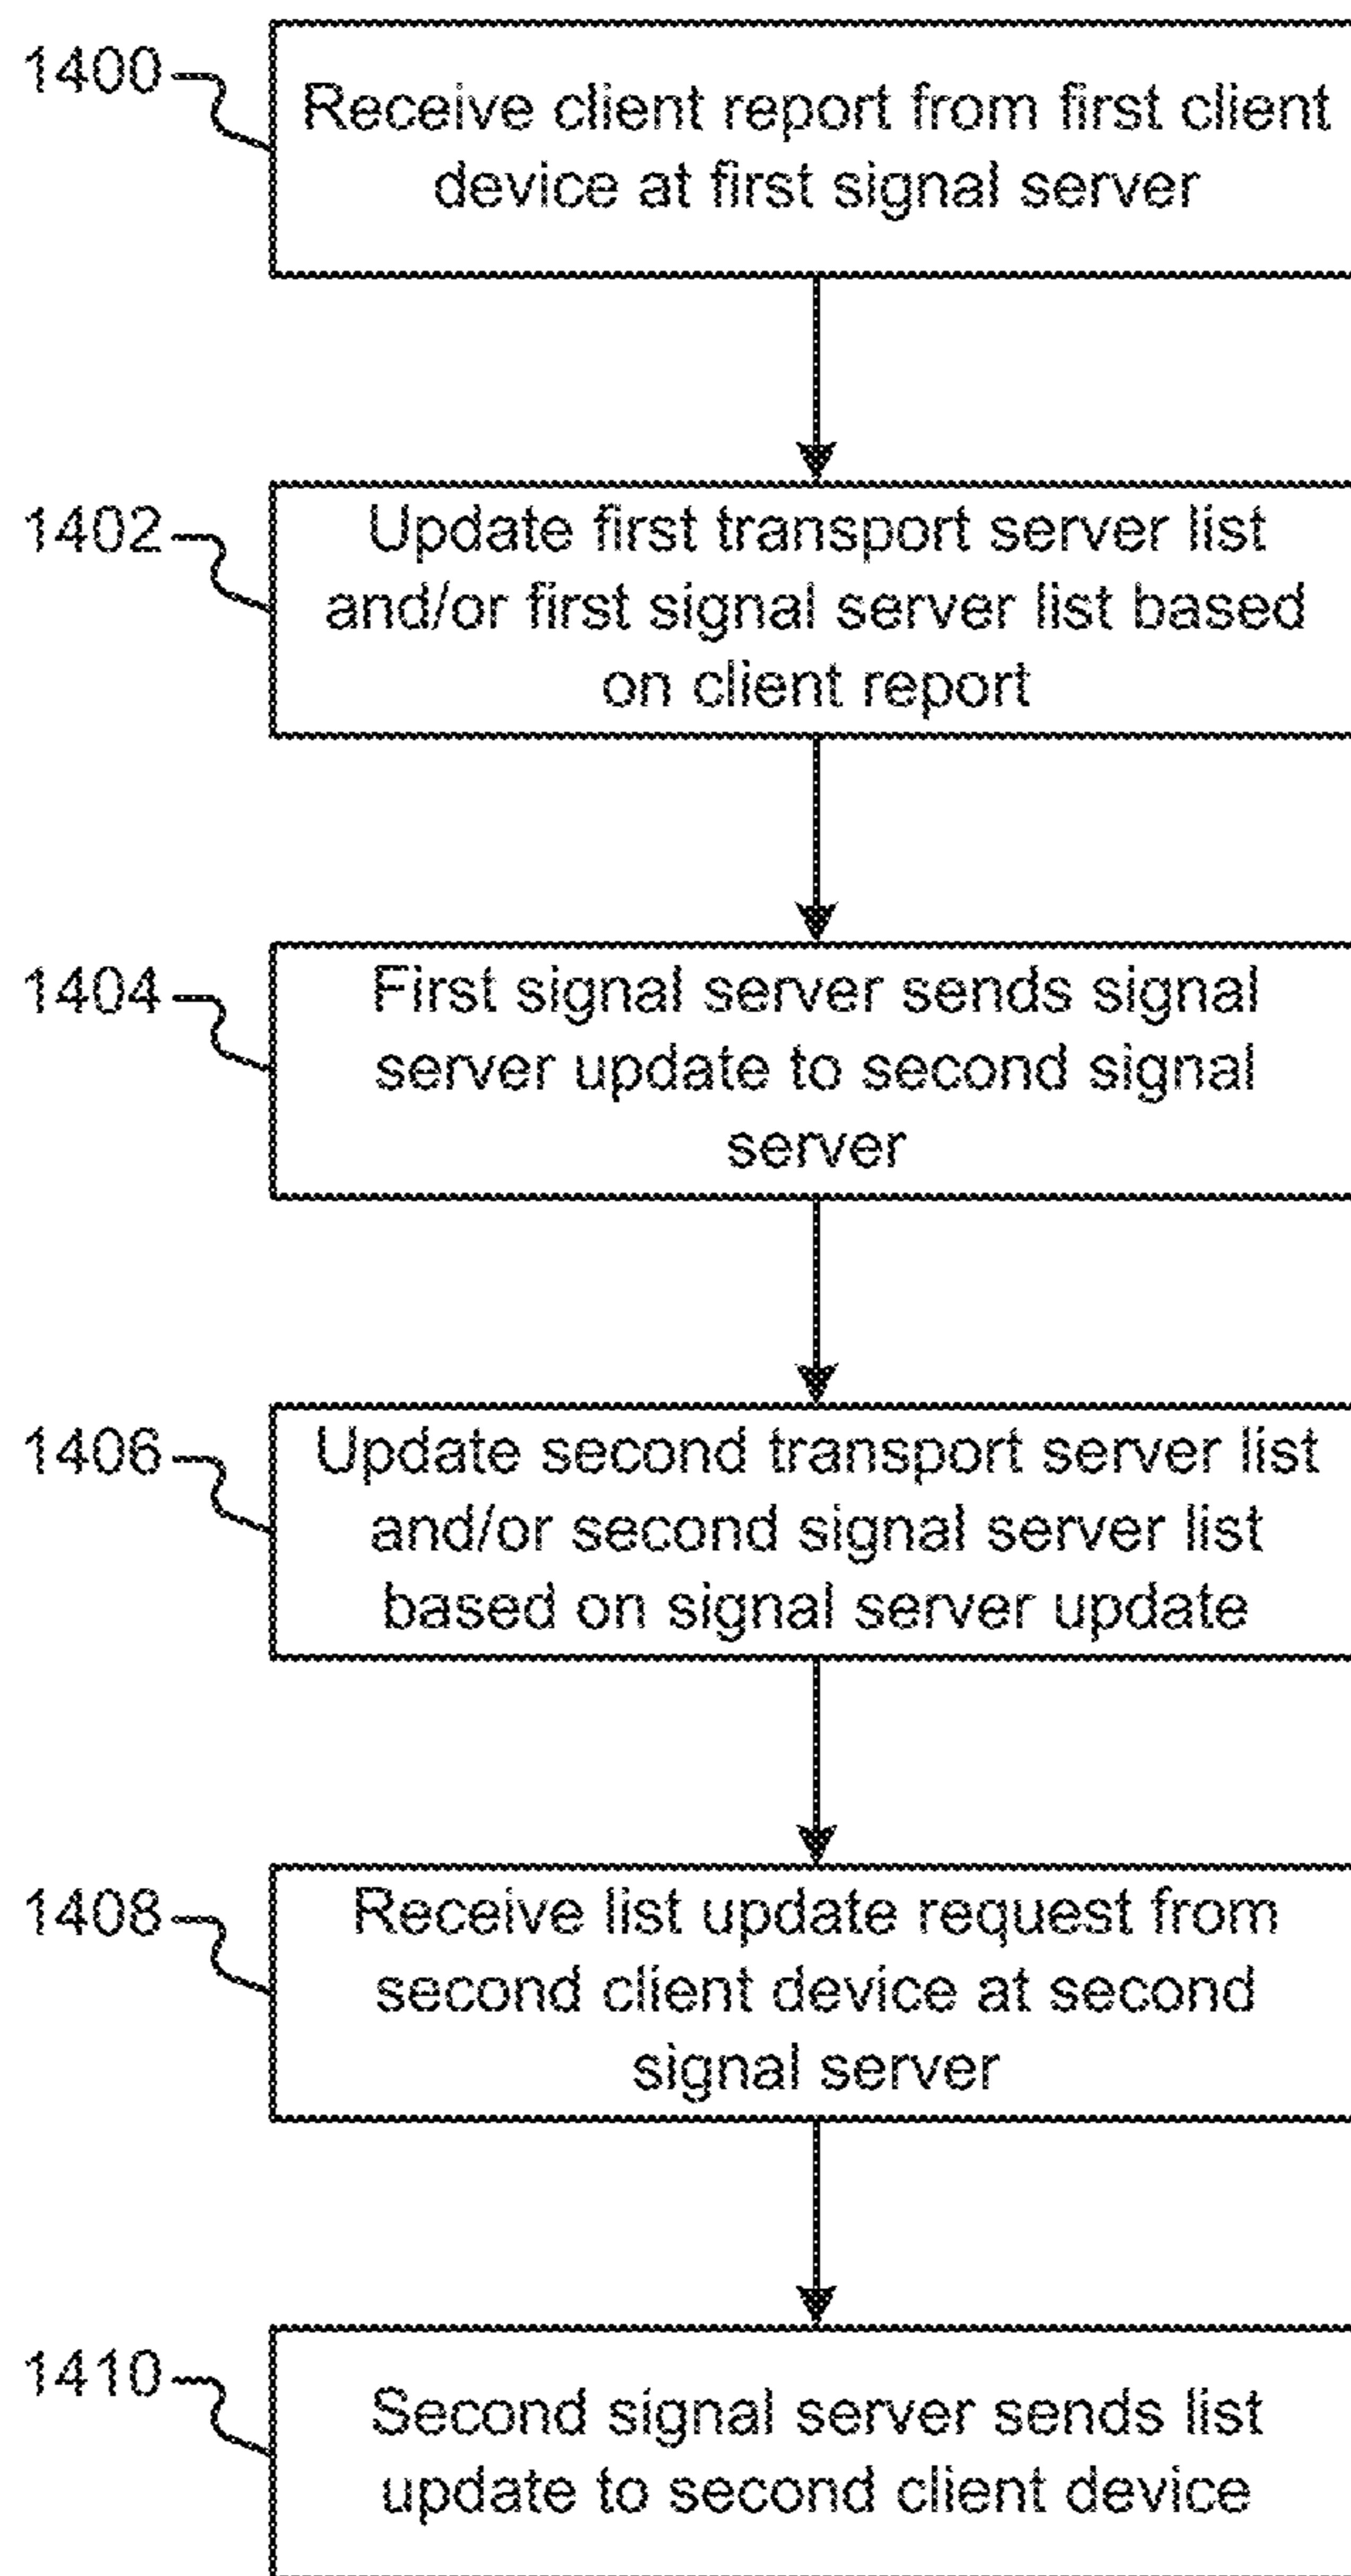 1400
Receive client report from first client
device at first signal server
1402
Update first transport server list
and/or first signal server list based
on client report
1404
First signal server sends signal
server update to second signal
server
1406
Update second transport server list
and/or second signal server list
based on signal server update
1408
Receive list update request from
second client device at second
signal server
1410
Second signal server sends list
update to second client device